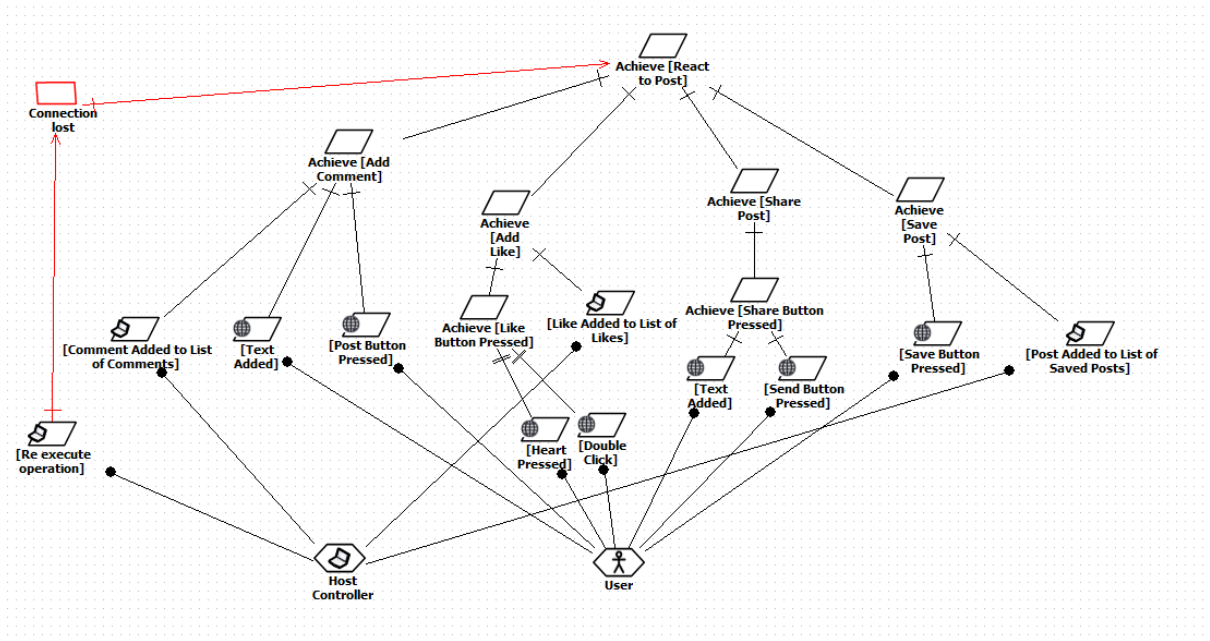 Achieve [React
to Post]
Connection
lost
Achieve [Add
Comment]
Achieve
[Add
Like]
Achieve [Share
Post]
Achieve
[Save
Post]
[Comment Added to List
of Comments]
[Text
Added]
[Post Button
Pressed]
Achieve [Like
Button Pressed]
[Like Added to List of
Likes]
Achieve [Share Button
Pressed]
[Save Button
Pressed]
[Post Added to List of
Saved Posts]
[Text
Added]
[Send Button
Pressed]
[Re execute
operation]
[Heart
Pressed]
[Double
Click]
Host
Controller
User